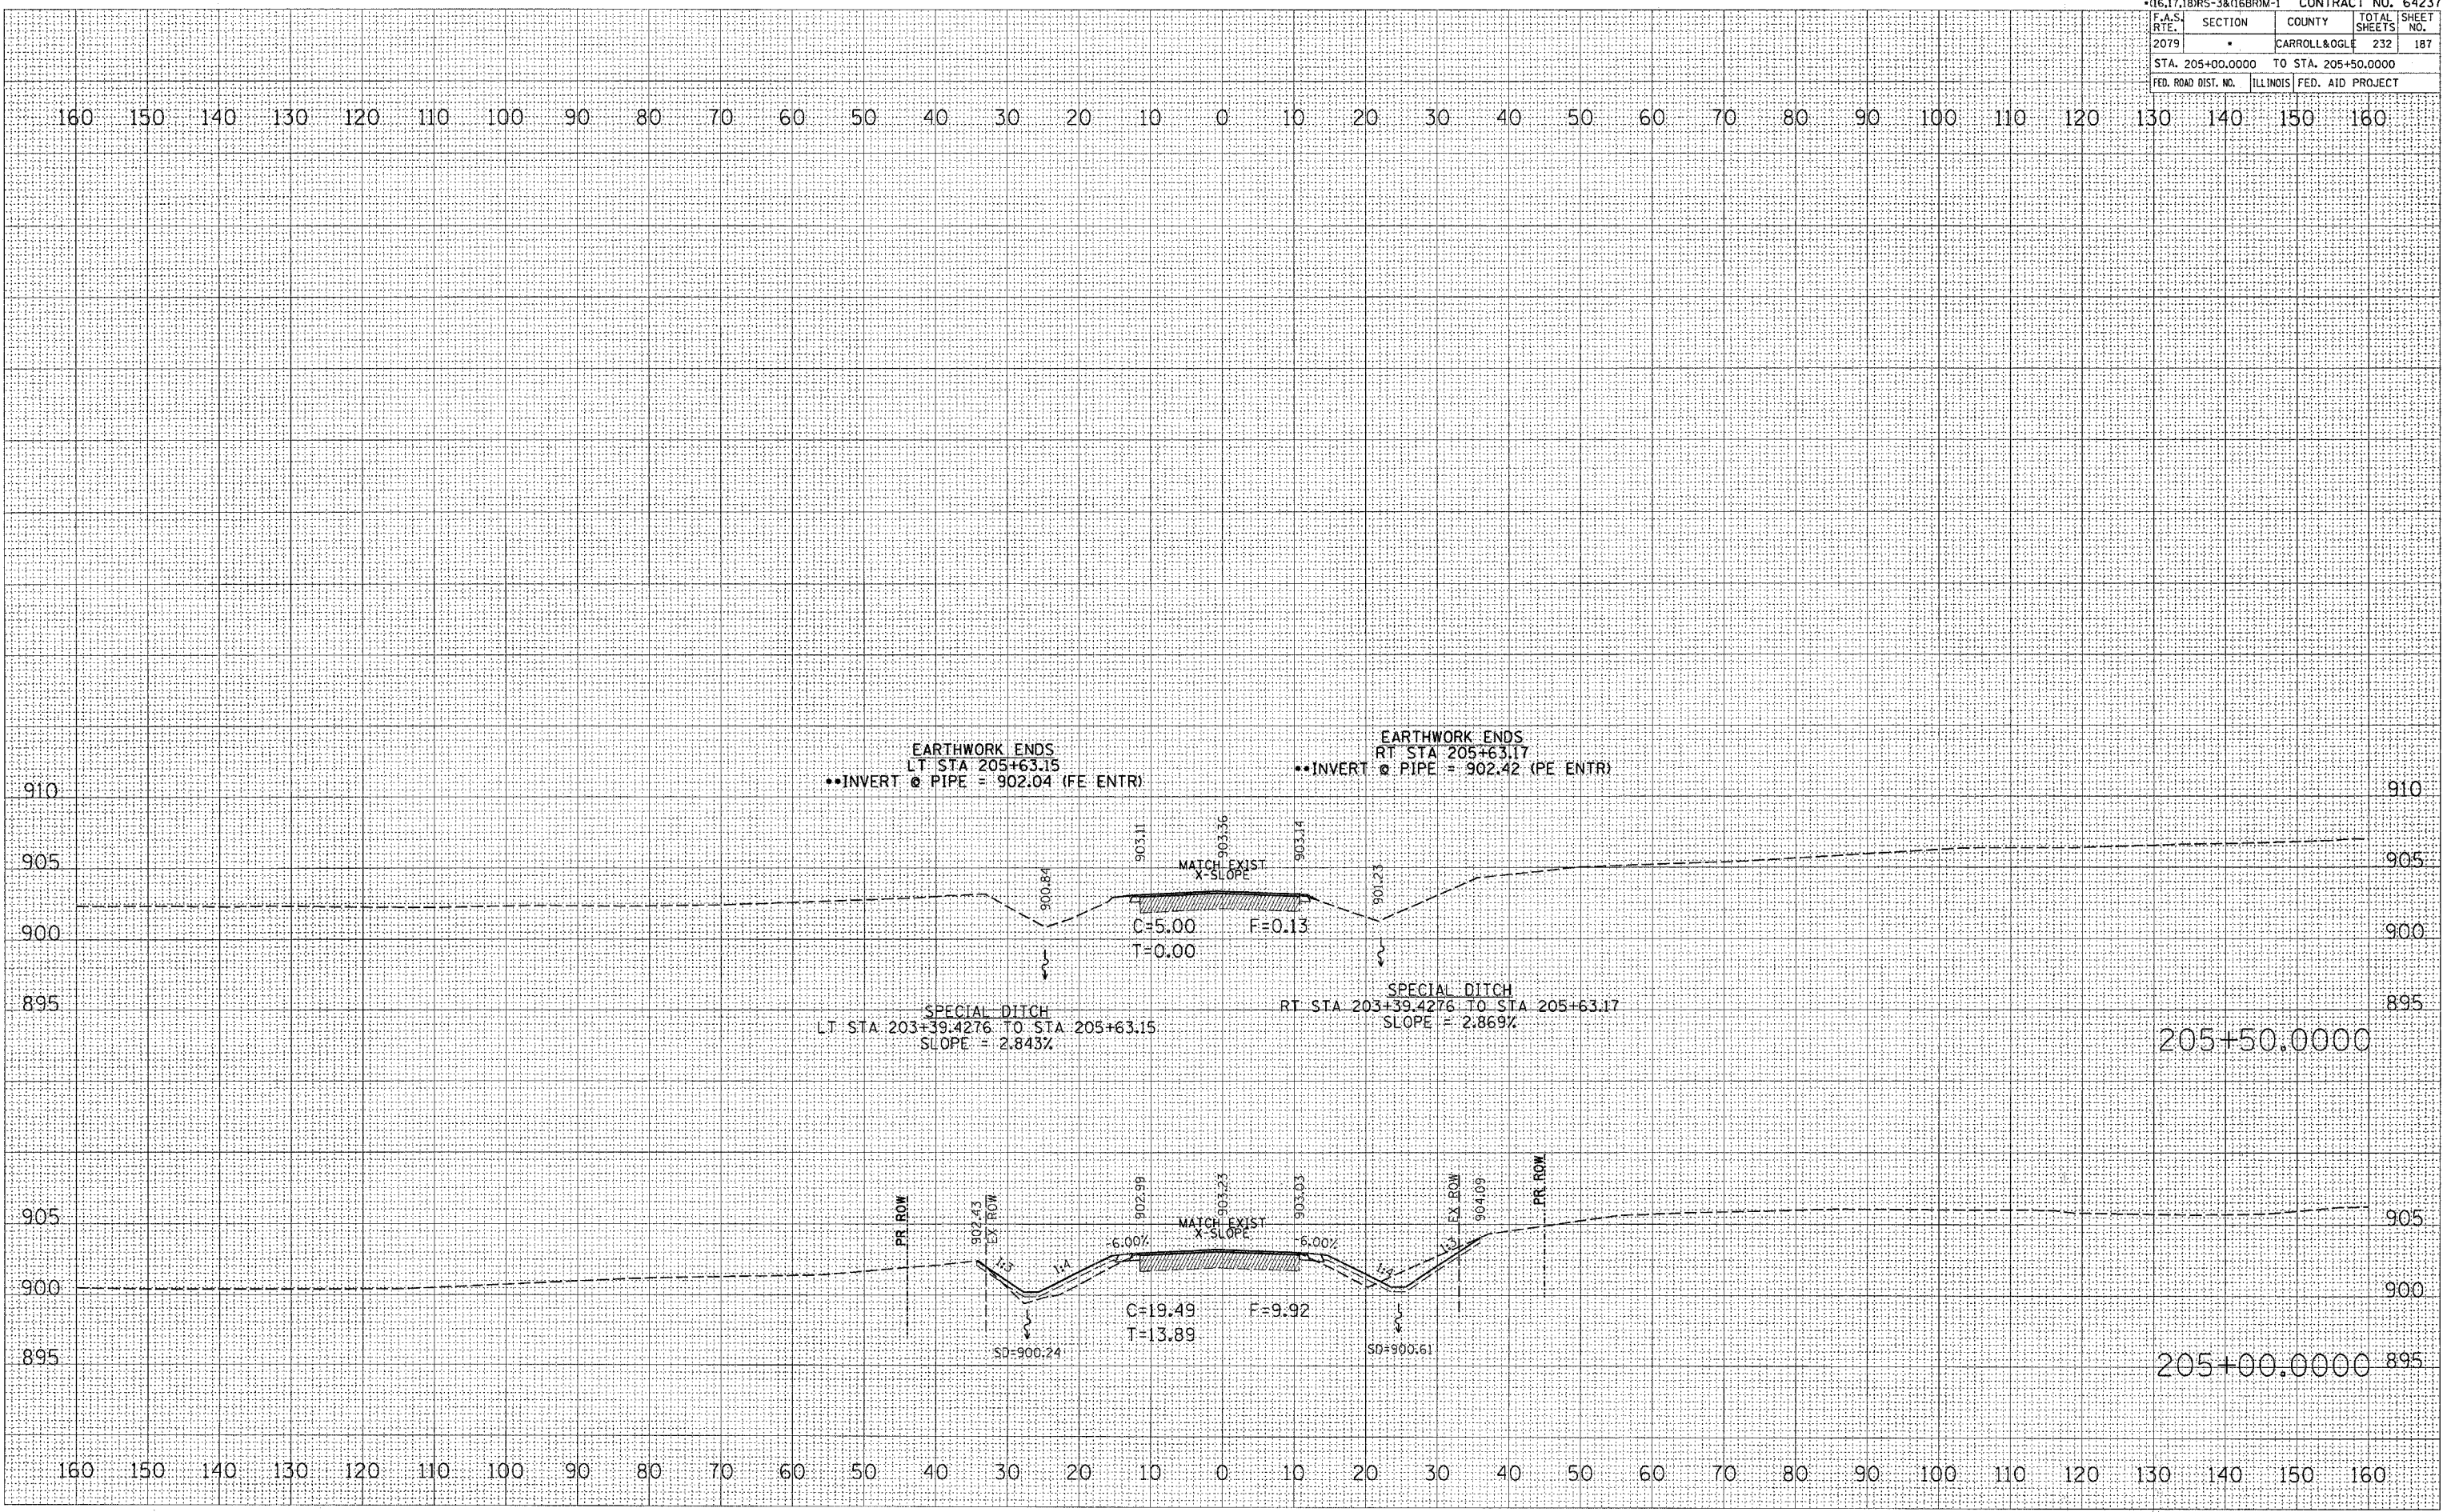 *(16,17,18)RS-3&(16BR)M-1 CONTRACT NO. 64237
F.A.S. RTE. SECTION COUNTY TOTAL SHEETS SHEET NO.
2079 * CARROLL&OGLE 232 187
STA. 205+00.0000 TO STA. 205+50.0000
FED. ROAD DIST. NO. ILLINOIS FED. AID PROJECT
160 150 140 130 120 110 100 90 80 70 60 50 40 30 20 10 0 10 20 30 40 50 60 70 80 90 100 110 120 130 140 150 160
EARTHWORK ENDS
LT STA 205+63.15
**INVERT @ PIPE = 902.04 (FE ENTR)
EARTHWORK ENDS
RT STA 205+63.17
**INVERT @ PIPE = 902.42 (PE ENTR)
910 910
905 905
900 900
895 895
900.84
903.11
903.36
903.14
901.23
MATCH EXIST
X-SLOPE
C=5.00 F=0.13
T=0.00
SPECIAL DITCH
LT STA 203+39.4276 TO STA 205+63.15
SLOPE = 2.843%
SPECIAL DITCH
RT STA 203+39.4276 TO STA 205+63.17
SLOPE = 2.869%
205+50.0000
905 905
900 900
895 895
PR ROW
902.43
EX ROW
902.99
903.23
903.03
EX ROW
904.09
PR ROW
MATCH EXIST
X-SLOPE
-6.00% -6.00%
1:3 1:4 1:4 1:3
C=19.49 F=9.92
T=13.89
SD=900.24 SD=900.61
205+00.0000
160 150 140 130 120 110 100 90 80 70 60 50 40 30 20 10 0 10 20 30 40 50 60 70 80 90 100 110 120 130 140 150 160